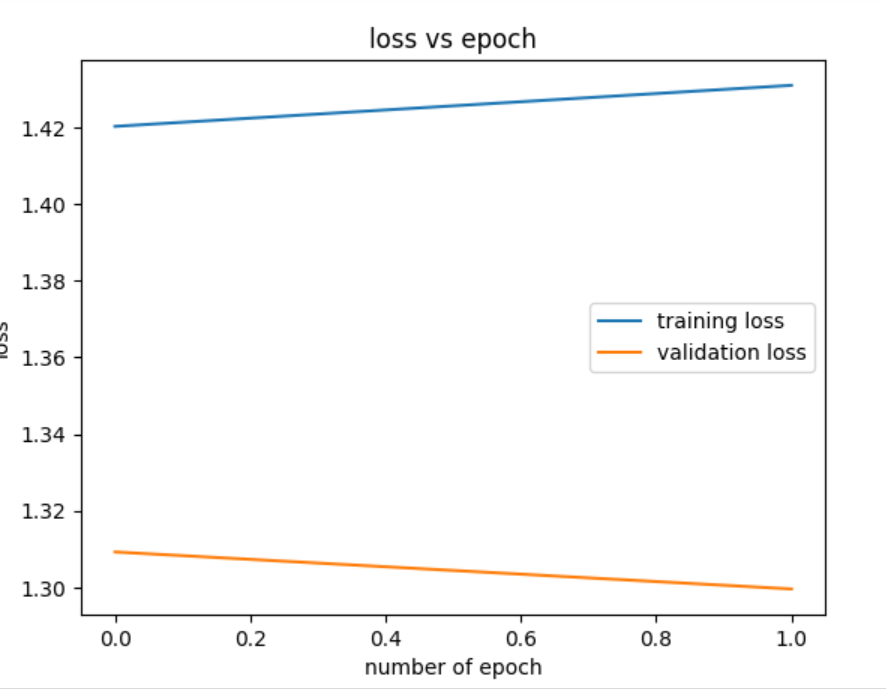 loss vs epoch
1.42
1.40
1.38
1.36
1.34
1.32
1.30
loss
training loss
validation loss
0.0 0.2 0.4 0.6 0.8 1.0
number of epoch